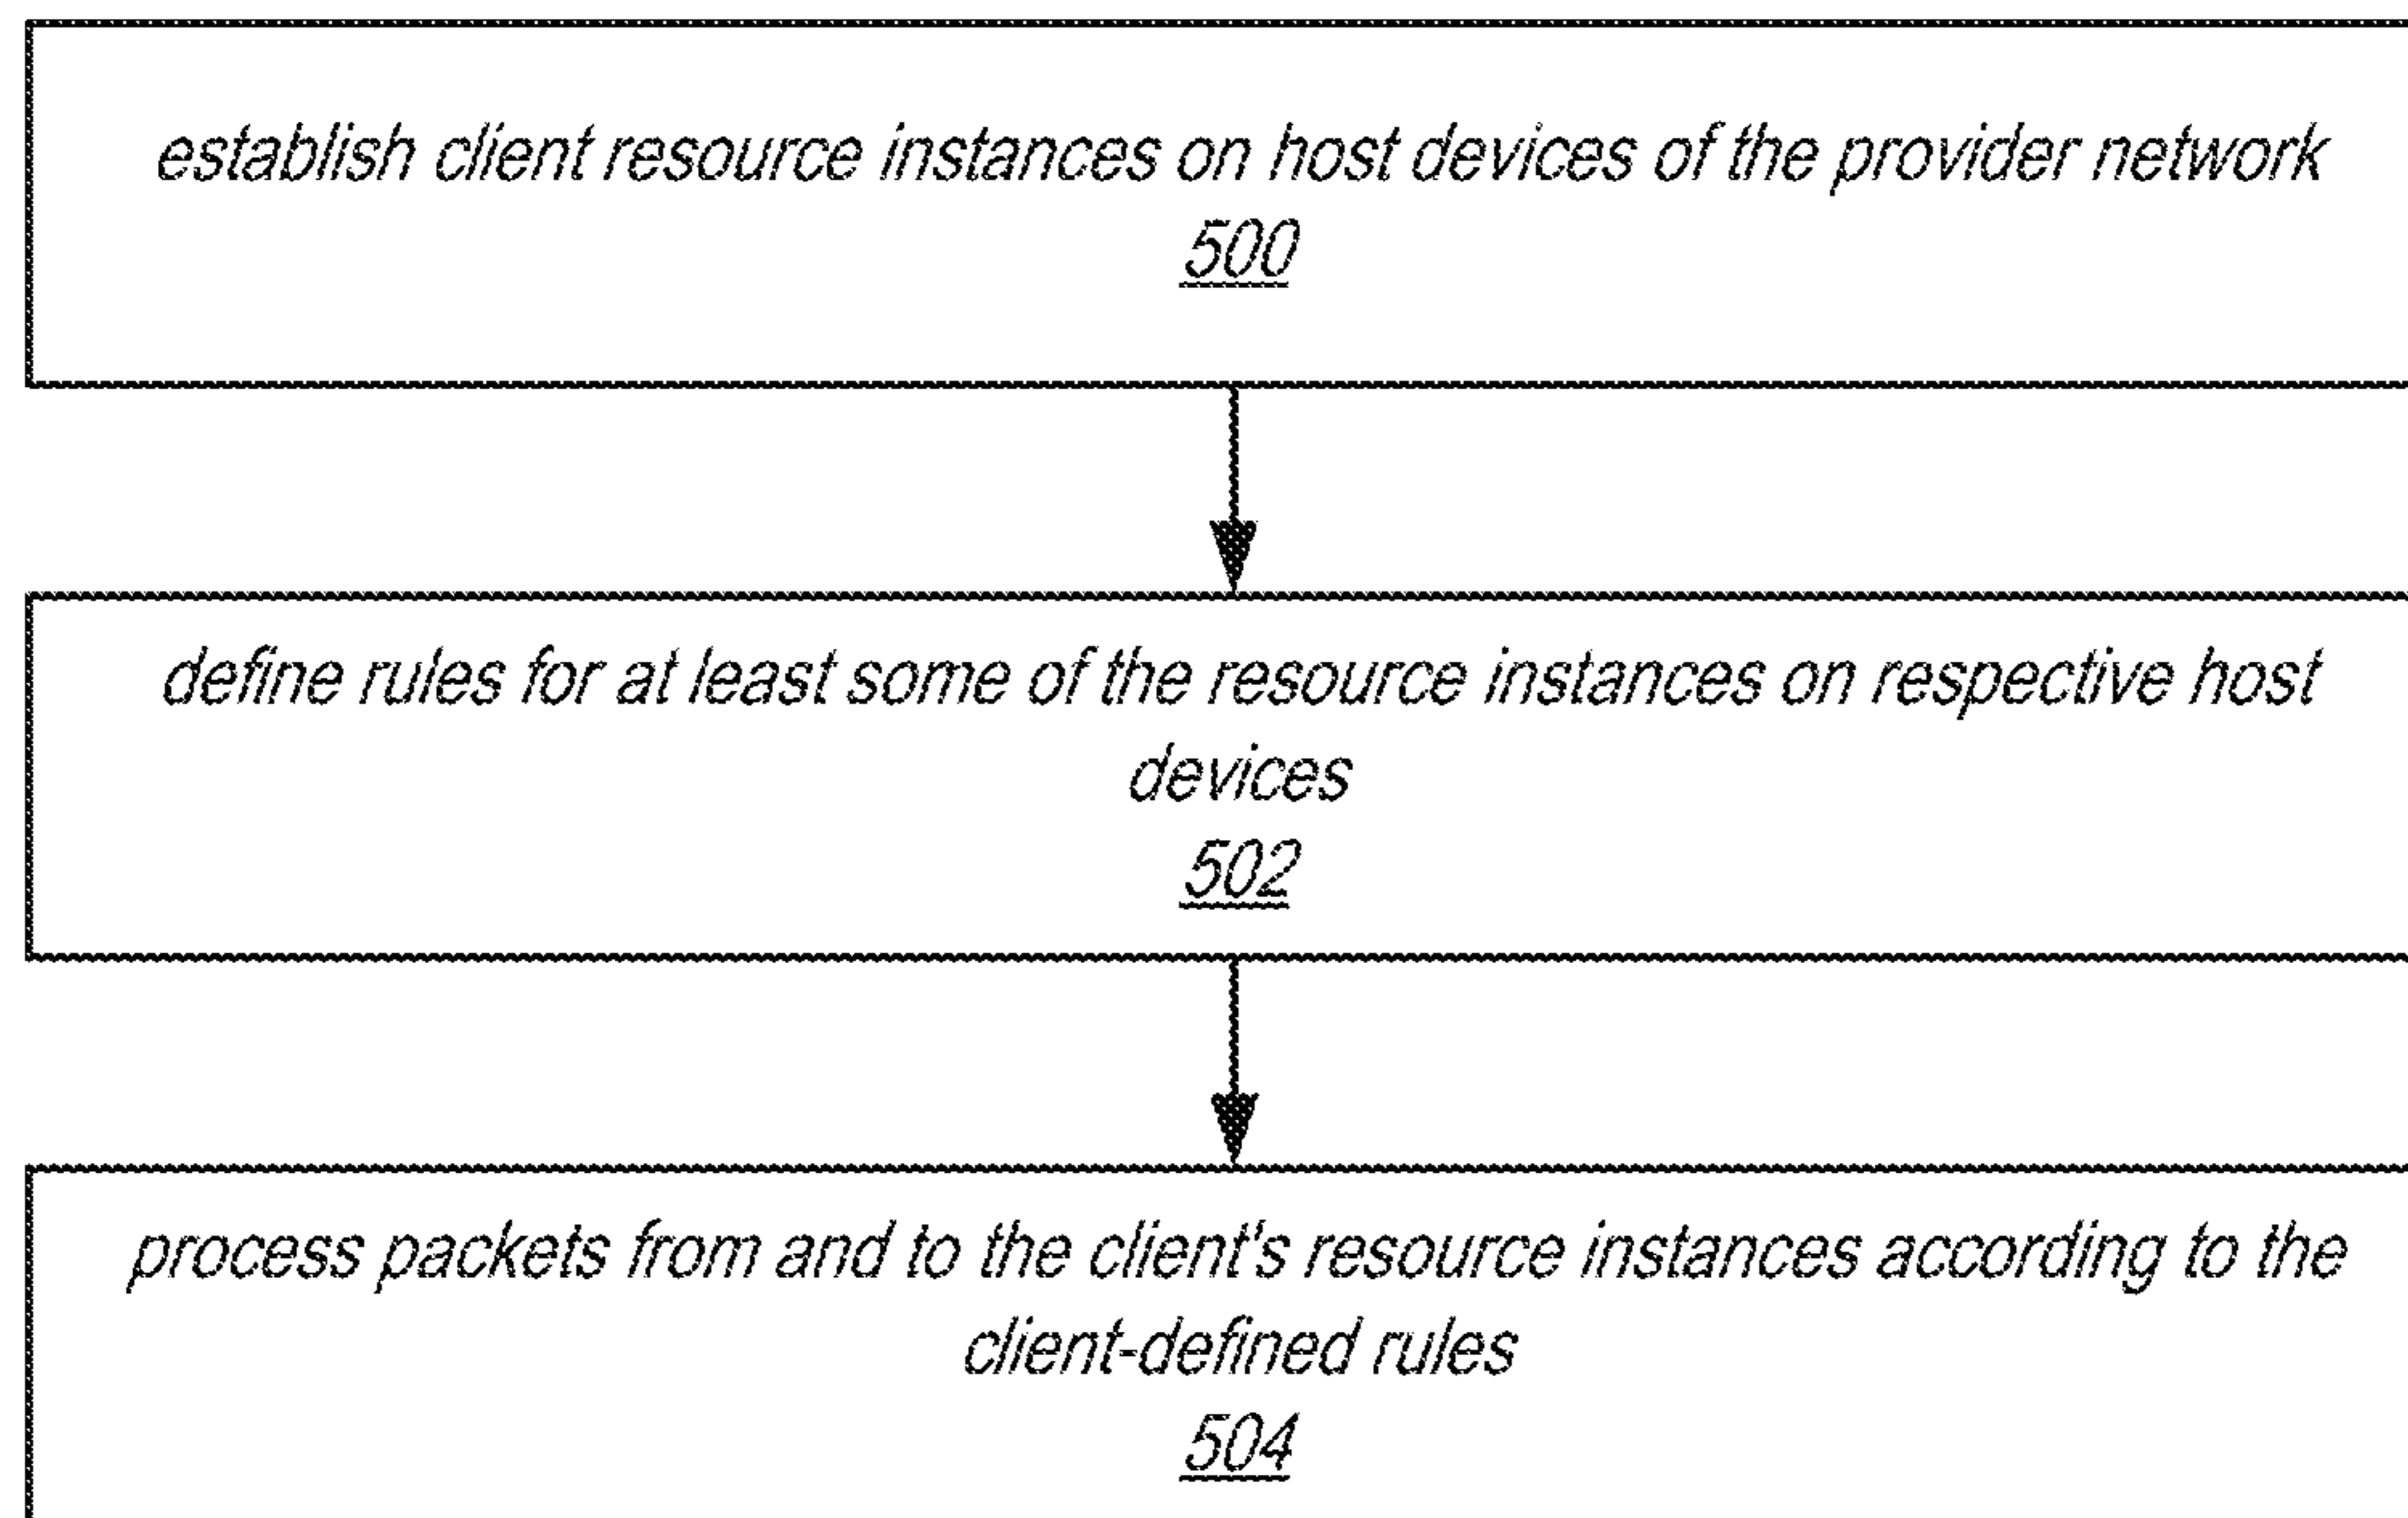 establish client resource instances on host devices of the provider network
500
define rules for at least some of the resource instances on respective host
devices
502
process packets from and to the client's resource instances according to the
client-defined rules
504